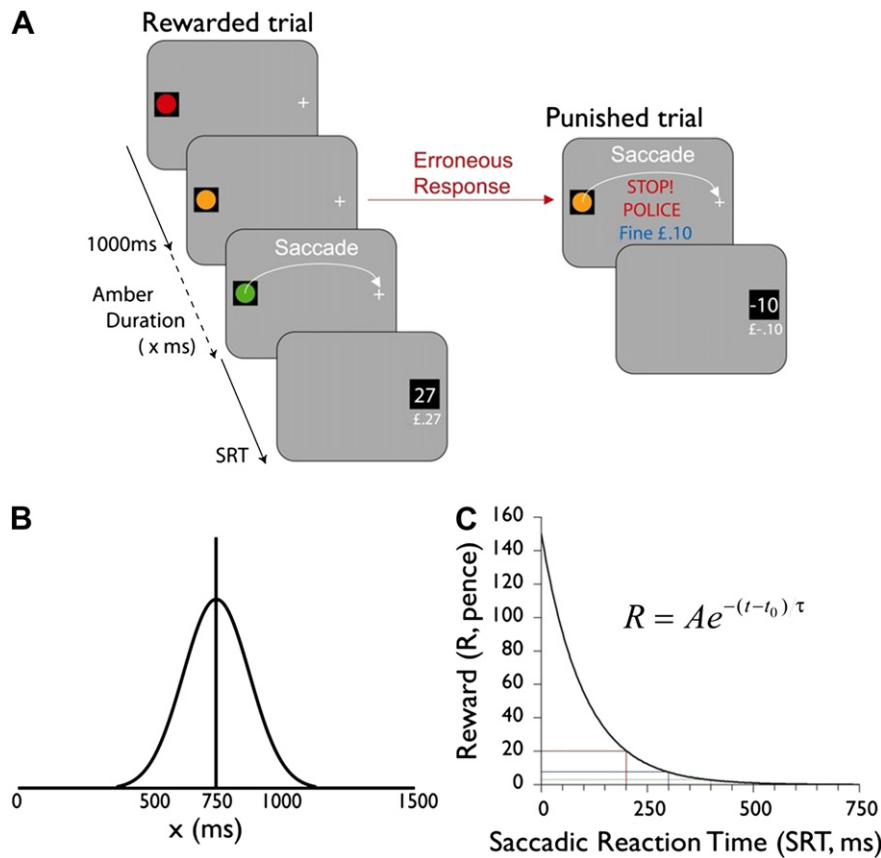 A
Rewarded trial
Punished trial
Erroneous
Response
Saccade
STOP!
POLICE
Fine £.10
1000ms
Saccade
Amber
Duration
( x ms)
-10
£-.10
27
£.27
SRT
B
0
500
750
1000
1500
x (ms)
C
160
140
120
100
80
60
40
20
0
Reward (R, pence)
R = Ae^{-(t-t_0)/τ}
0
250
500
750
Saccadic Reaction Time (SRT, ms)